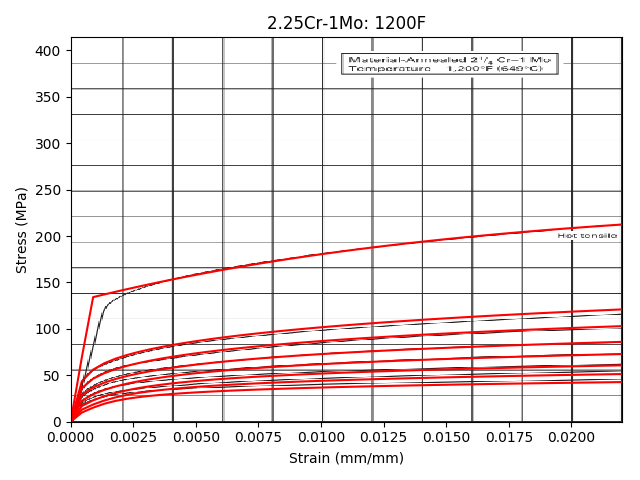 2.25Cr-1Mo: 1200F
400
350
300
250
200
150
100
50
0
Stress (MPa)
Material-Annealed 2 1/4 Cr-1 Mo
Temperature 1,200°F (649°C)
Hot tensile
0.0000 0.0025 0.0050 0.0075 0.0100 0.0125 0.0150 0.0175 0.0200
Strain (mm/mm)